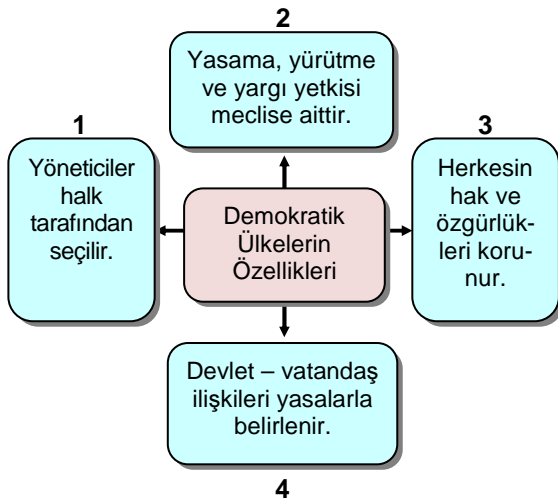 2
Yasama, yürütme
ve yargı yetkisi
meclise aittir.
1
Yöneticiler
halk
tarafından
seçilir.
Demokratik
Ülkelerin
Özellikleri
3
Herkesin
hak ve
özgürlük-
leri koru-
nur.
Devlet – vatandaş
ilişkileri yasalarla
belirlenir.
4